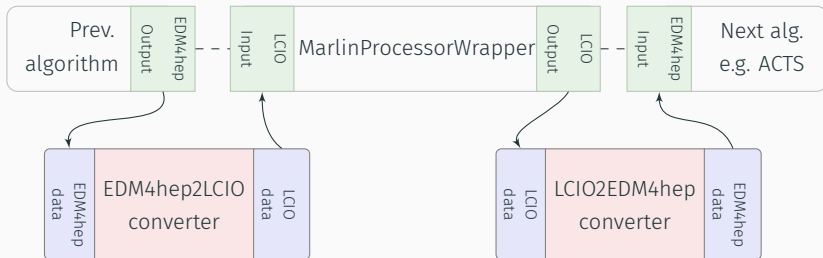 Prev.
algorithm
EDM4hep
Output
LCIO
Input
MarlinProcessorWrapper
LCIO
Output
EDM4hep
Input
Next alg.
e.g. ACTS
EDM4hep
data
EDM4hep2LCIO
converter
LCIO
data
LCIO
data
LCIO2EDM4hep
converter
EDM4hep
data